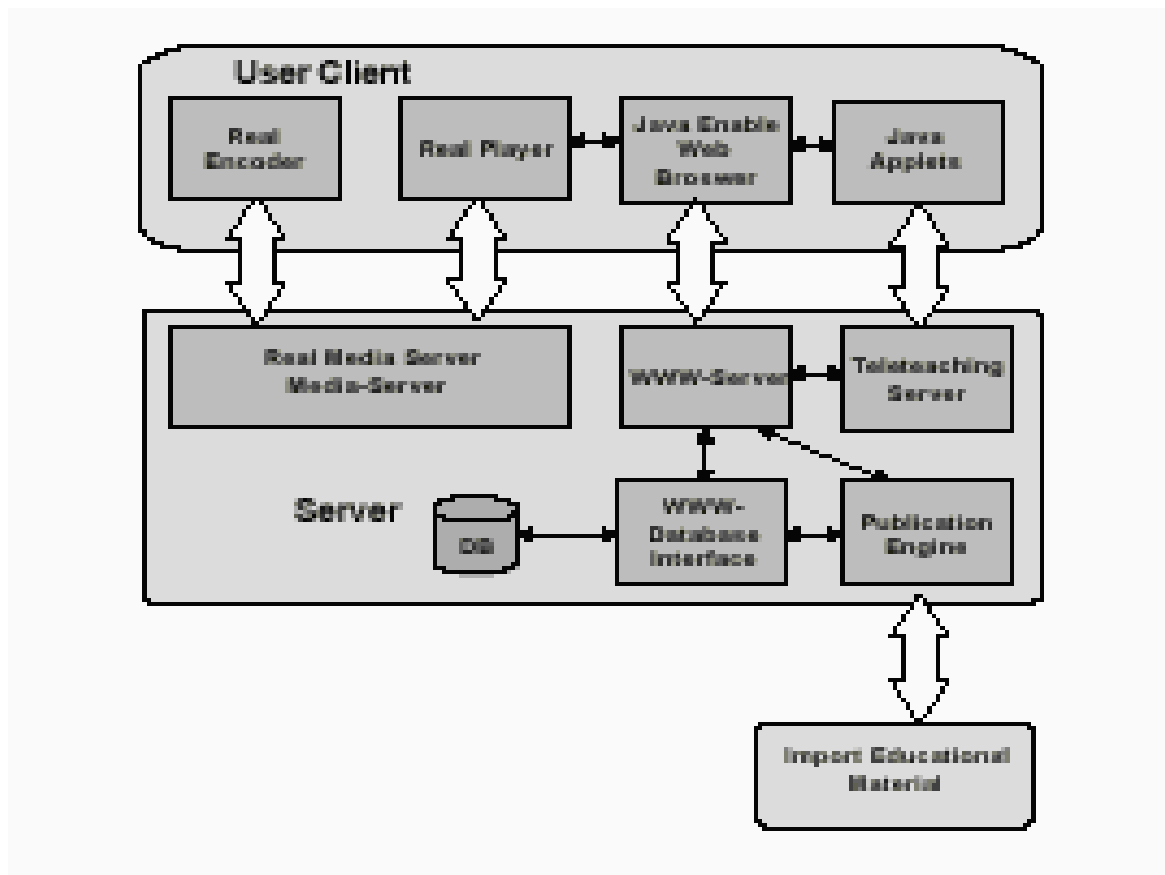 User Client
Real
Encoder
Real Player
Java Enable
Web
Broswer
Java
Applets
Real Media Server
Media-Server
WWW-Server
Teleteaching
Server
Server
DB
WWW-
Database
Interface
Publication
Engine
Import Educational
Material